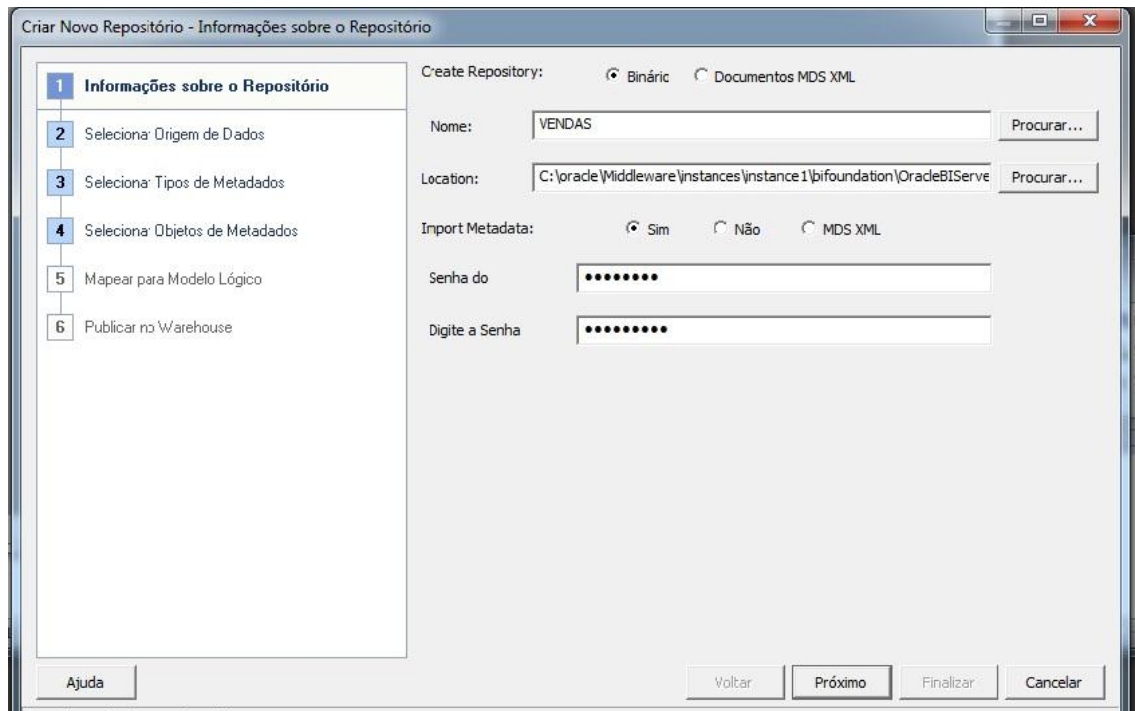 Criar Novo Repositório - Informações sobre o Repositório
1 Informações sobre o Repositório
2 Seleciona: Origem de Dados
3 Seleciona: Tipos de Metadados
4 Seleciona: Objetos de Metadados
5 Mapear para Modelo Lógico
6 Publicar no Warehouse
Create Repository: Binário Documentos MDS XML
Nome: VENDAS Procurar...
Location: C:\oracle\Middleware\instances\instance1\bifoundation\OracleBIServe Procurar...
Import Metadata: Sim Não MDS XML
Senha do ••••••••
Digite a Senha •••••••••
Ajuda Voltar Próximo Finalizar Cancelar